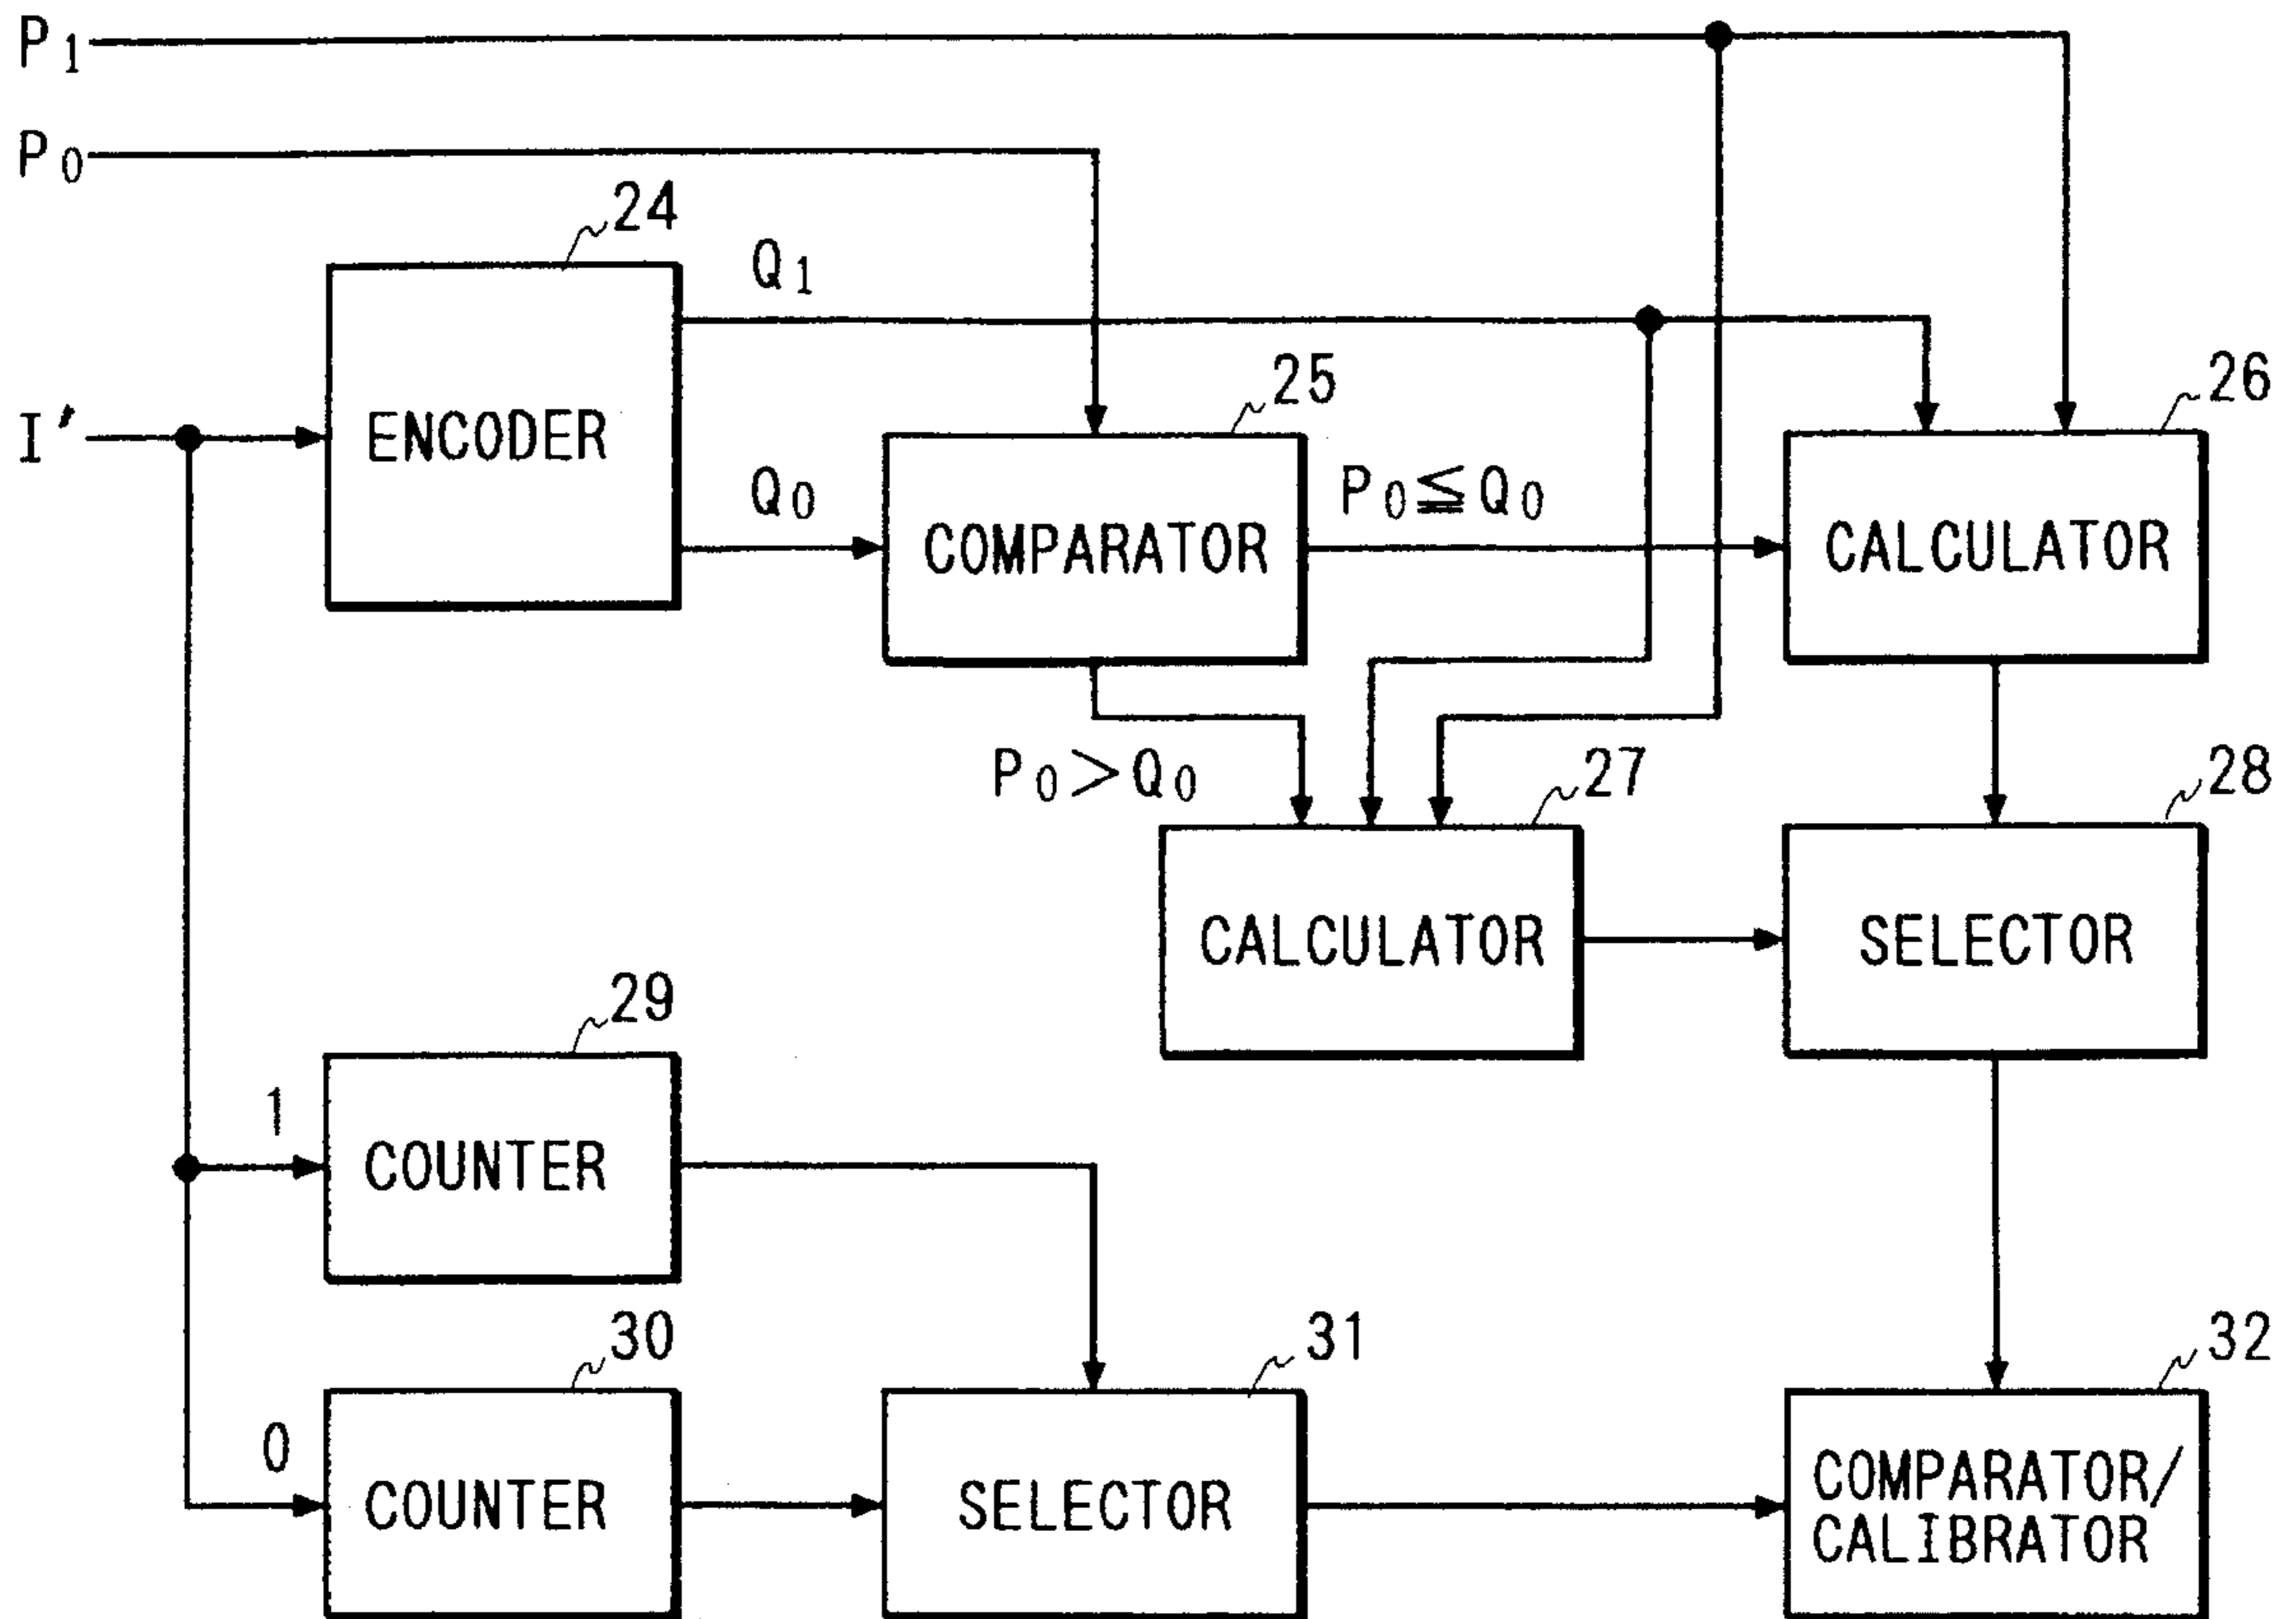 P1
P0
24
Q1
25
26
I'
ENCODER
Q0
P0≦Q0
COMPARATOR
CALCULATOR
P0>Q0
27
28
CALCULATOR
SELECTOR
29
1
COUNTER
30
31
32
0
COUNTER
SELECTOR
COMPARATOR/
CALIBRATOR